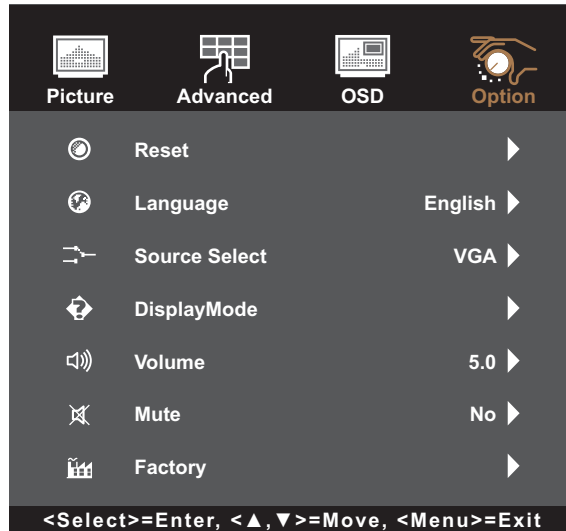 Picture Advanced OSD Option
Reset
Language English
Source Select VGA
DisplayMode
Volume 5.0
Mute No
Factory
<Select>=Enter, <▲,▼>=Move, <Menu>=Exit